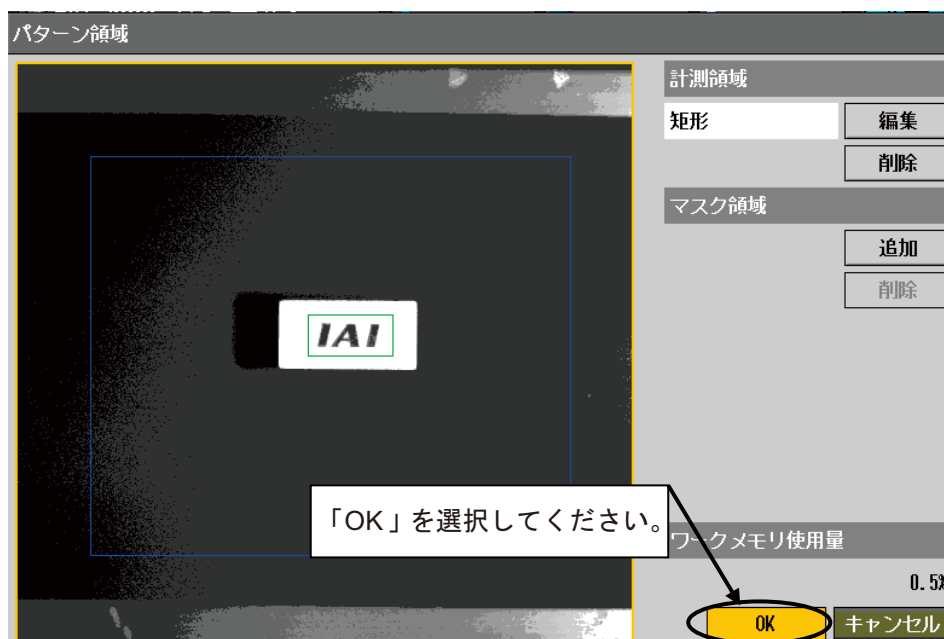 パターン領域
計測領域
矩形
編集
削除
マスク領域
追加
削除
IAI
「OK」を選択してください。
ワークメモリ使用量
0.5%
OK
キャンセル